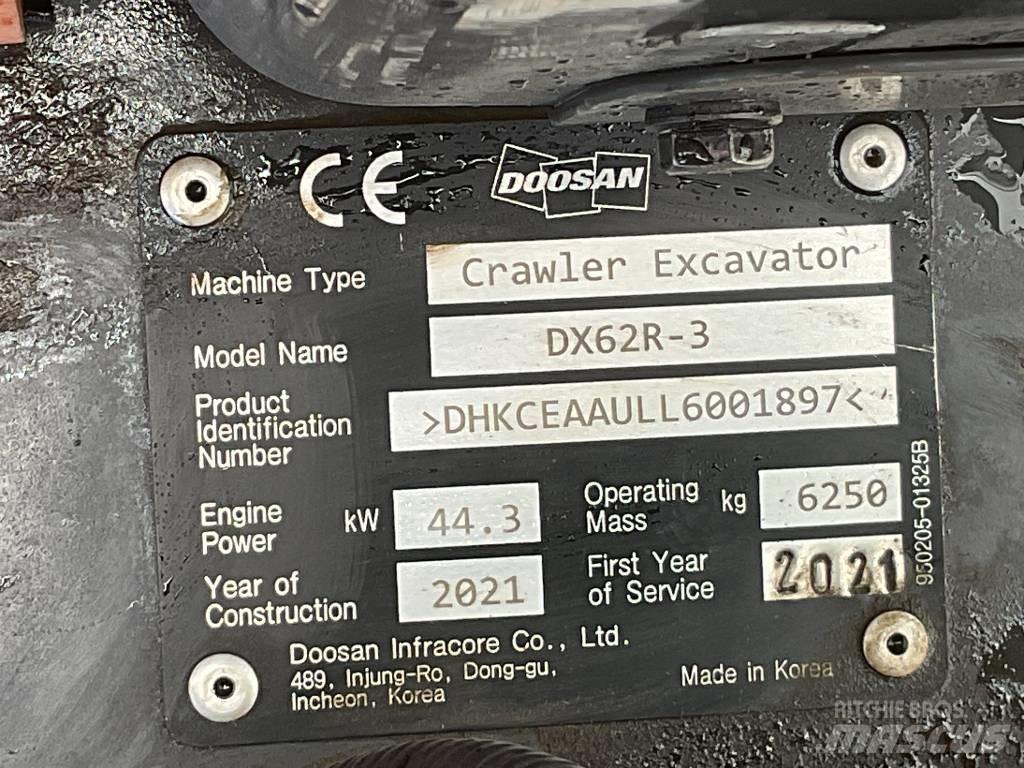 CE DOOSAN
Machine Type Crawler Excavator
Model Name DX62R-3
Product
Identification
Number >DHKCEAAULL6001897<
Engine
Power kW 44.3
Operating
Mass kg 6250
Year of
Construction 2021
First Year
of Service 2021
950205-01325B
Doosan Infracore Co., Ltd.
489, Injung-Ro, Dong-gu,
Incheon, Korea
Made in Korea
RITCHIE BROS.
MASCUS